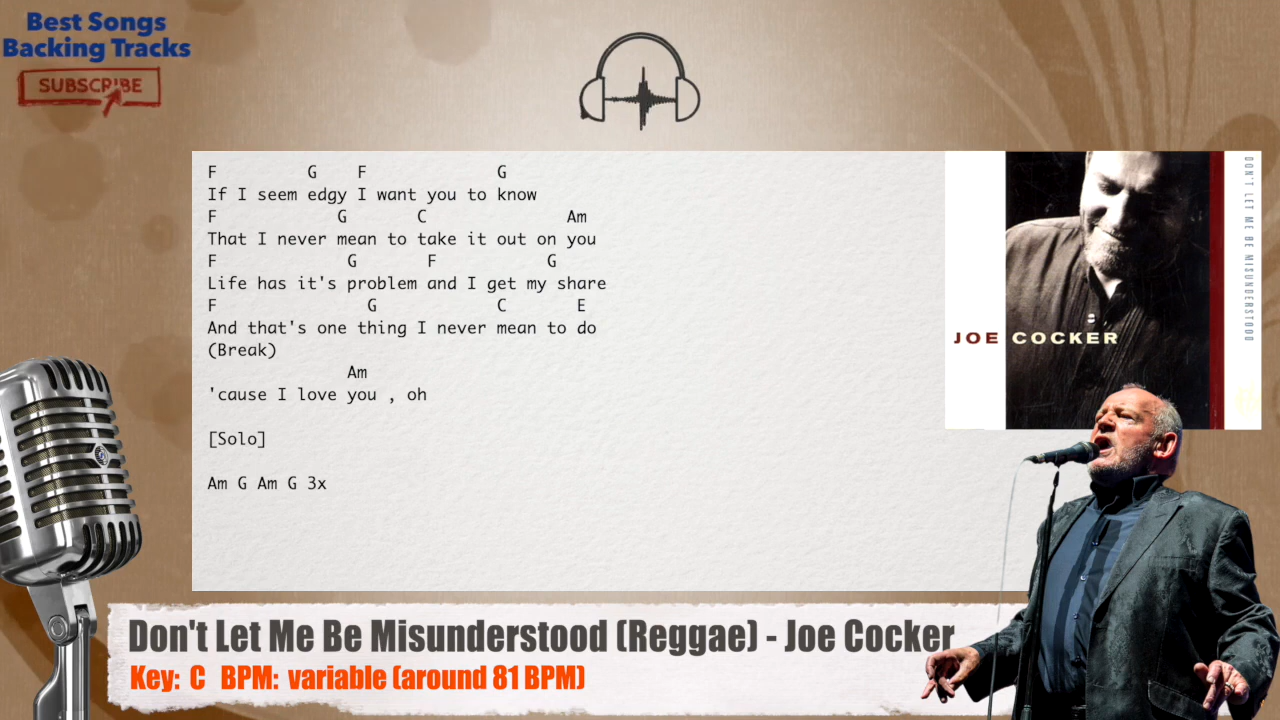 Best Songs
Backing Tracks
SUBSCRIBE
F         G    F             G
If I seem edgy I want you to know
F            G       C              Am
That I never mean to take it out on you
F             G       F           G
Life has it's problem and I get my share
F               G            C       E
And that's one thing I never mean to do
(Break)
              Am
'cause I love you , oh
[Solo]
Am G Am G 3x
DON'T LET ME BE MISUNDERSTOOD
JOE COCKER
Don't Let Me Be Misunderstood (Reggae) - Joe Cocker
Key: C BPM: variable (around 81 BPM)